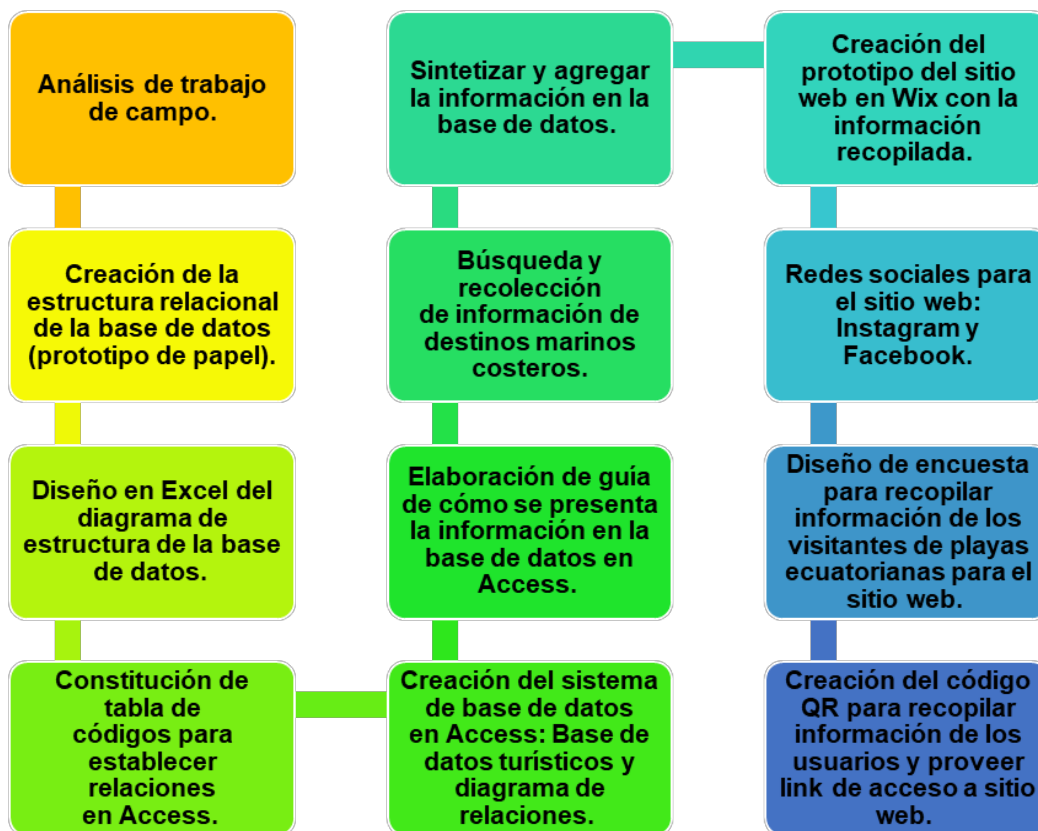 Análisis de trabajo
de campo.
Creación de la
estructura relacional
de la base de datos
(prototipo de papel).
Diseño en Excel del
diagrama de
estructura de la base
de datos.
Constitución de
tabla de
códigos para
establecer
relaciones
en Access.
Creación del sistema
de base de datos
en Access: Base de
datos turísticos y
diagrama de
relaciones.
Elaboración de guía
de cómo se presenta
la información en la
base de datos en
Access.
Búsqueda y
recolección
de información de
destinos marinos
costeros.
Sintetizar y agregar
la información en la
base de datos.
Creación del
prototipo del sitio
web en Wix con la
información
recopilada.
Redes sociales para
el sitio web:
Instagram y
Facebook.
Diseño de encuesta
para recopilar
información de los
visitantes de playas
ecuatorianas para el
sitio web.
Creación del código
QR para recopilar
información de los
usuarios y proveer
link de acceso a sitio
web.